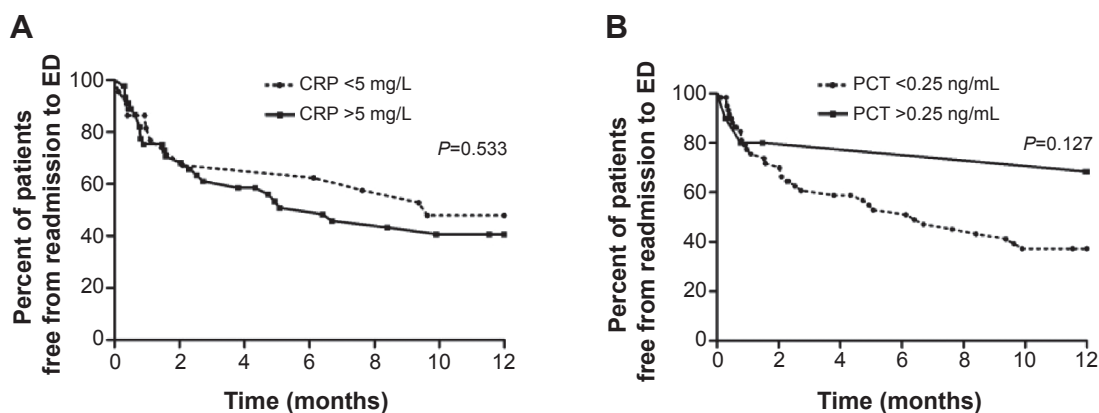 A
Percent of patients
free from readmission to ED
100
80
60
40
20
0
CRP <5 mg/L
CRP >5 mg/L
P=0.533
0 2 4 6 8 10 12
Time (months)
B
Percent of patients
free from readmission to ED
100
80
60
40
20
0
PCT <0.25 ng/mL
PCT >0.25 ng/mL
P=0.127
0 2 4 6 8 10 12
Time (months)